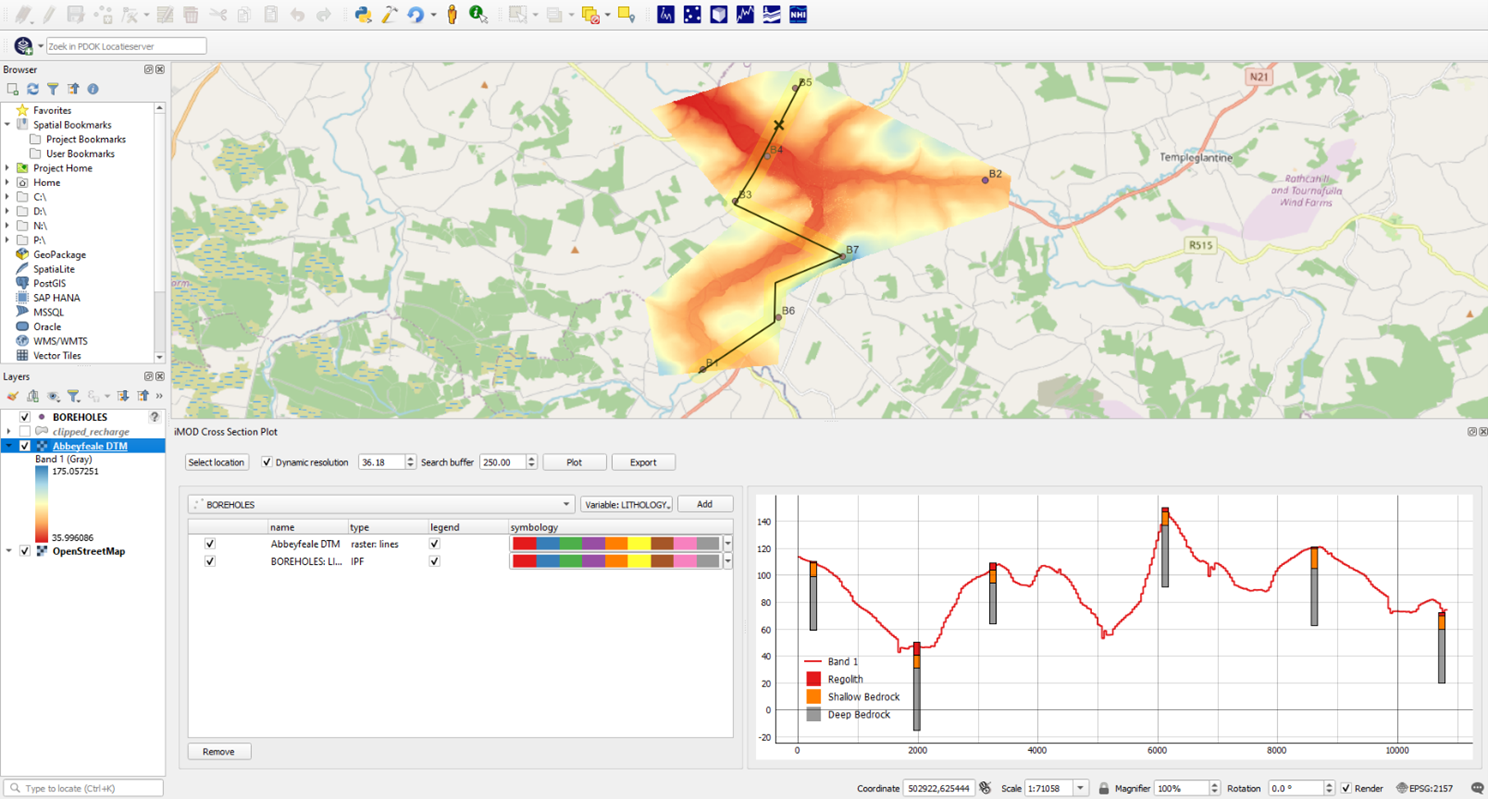 iM
NHI
Zoek in PDOK Locatieserver
Browser
Favorites
Spatial Bookmarks
Project Bookmarks
User Bookmarks
Project Home
Home
C:\
D:\
N:\
P:\
GeoPackage
SpatiaLite
PostGIS
SAP HANA
MSSQL
Oracle
WMS/WMTS
Vector Tiles
Layers
BOREHOLES
clipped_recharge
Abbeyfeale DTM
Band 1 (Gray)
175.057251
35.996086
OpenStreetMap
B5
B4
B3
B2
B7
B6
B1
N21
Templeglantine
Rathcahill
and Tournafulla
Wind Farms
R515
iMOD Cross Section Plot
Select location
Dynamic resolution
36.18
Search buffer
250.00
Plot
Export
BOREHOLES
Variable: LITHOLOGY
Add
name type legend symbology
Abbeyfeale DTM raster: lines
BOREHOLES: LI... IPF
Remove
140
120
100
80
60
40
20
0
-20
Band 1
Regolith
Shallow Bedrock
Deep Bedrock
0 2000 4000 6000 8000 10000
Type to locate (Ctrl+K)
Coordinate 502922,625444 Scale 1:71058 Magnifier 100% Rotation 0.0 ° Render EPSG:2157